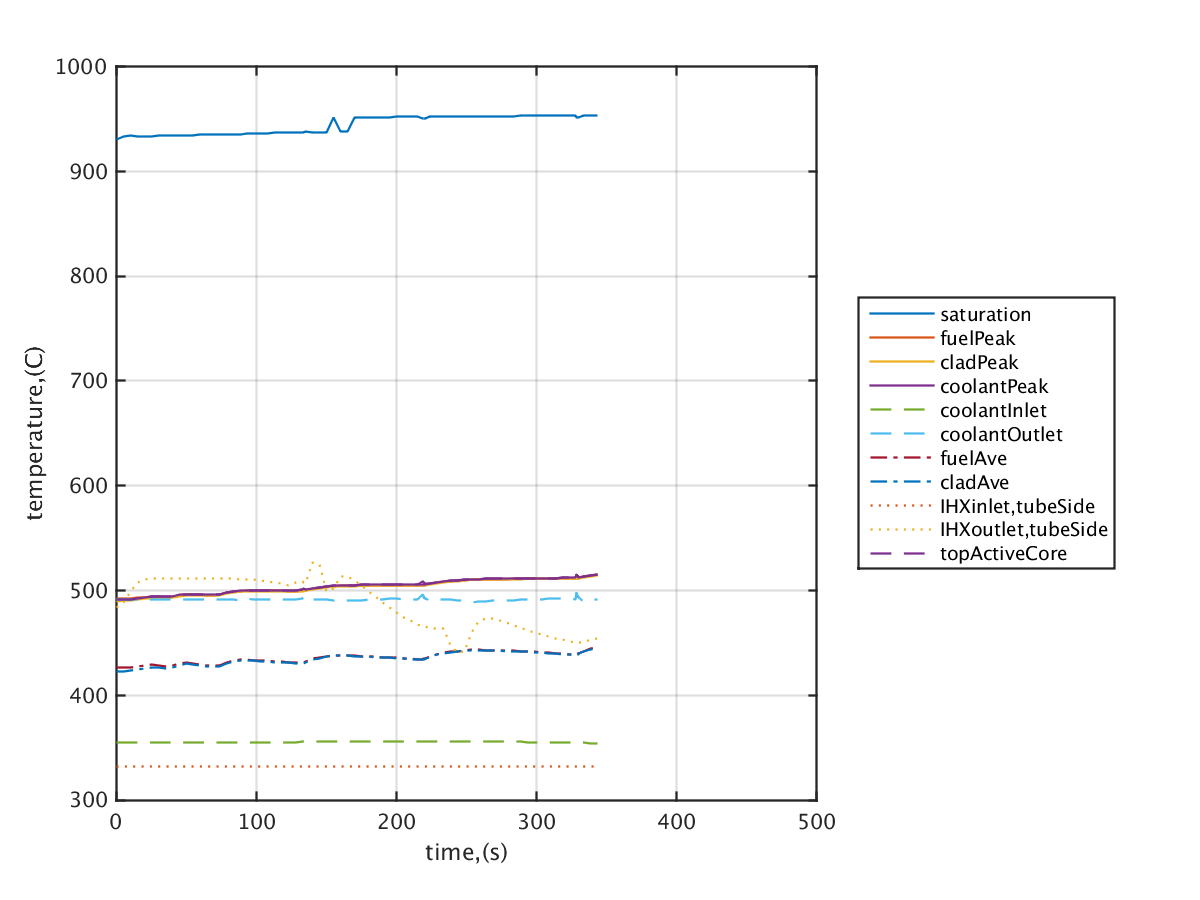 1000
900
800
700
600
500
400
300
0
100
200
300
400
500
temperature,(C)
time,(s)
saturation
fuelPeak
cladPeak
coolantPeak
coolantInlet
coolantOutlet
fuelAve
cladAve
IHXinlet,tubeSide
IHXoutlet,tubeSide
topActiveCore